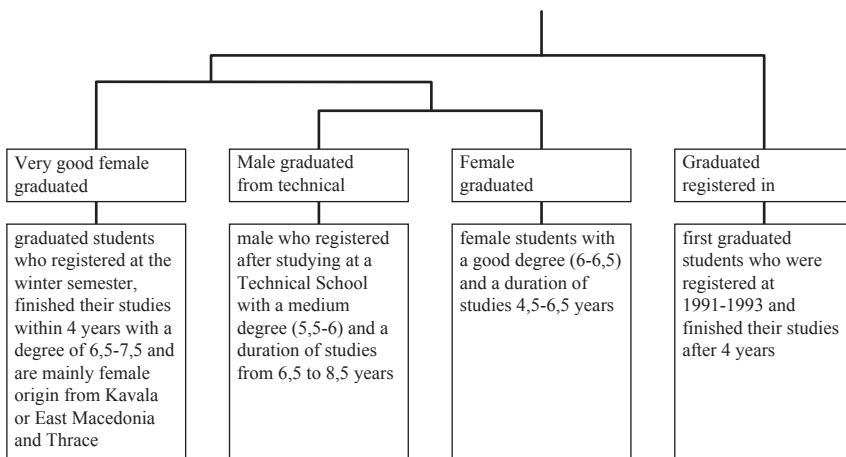 Very good female
graduated
Male graduated
from technical
Female
graduated
Graduated
registered in
graduated students
who registered at the
winter semester,
finished their studies
within 4 years with a
degree of 6,5-7,5 and
are mainly female
origin from Kavala
or East Macedonia
and Thrace
male who registered
after studying at a
Technical School
with a medium
degree (5,5-6) and a
duration of studies
from 6,5 to 8,5 years
female students with
a good degree (6-6,5)
and a duration of
studies 4,5-6,5 years
first graduated
students who were
registered at
1991-1993 and
finished their studies
after 4 years